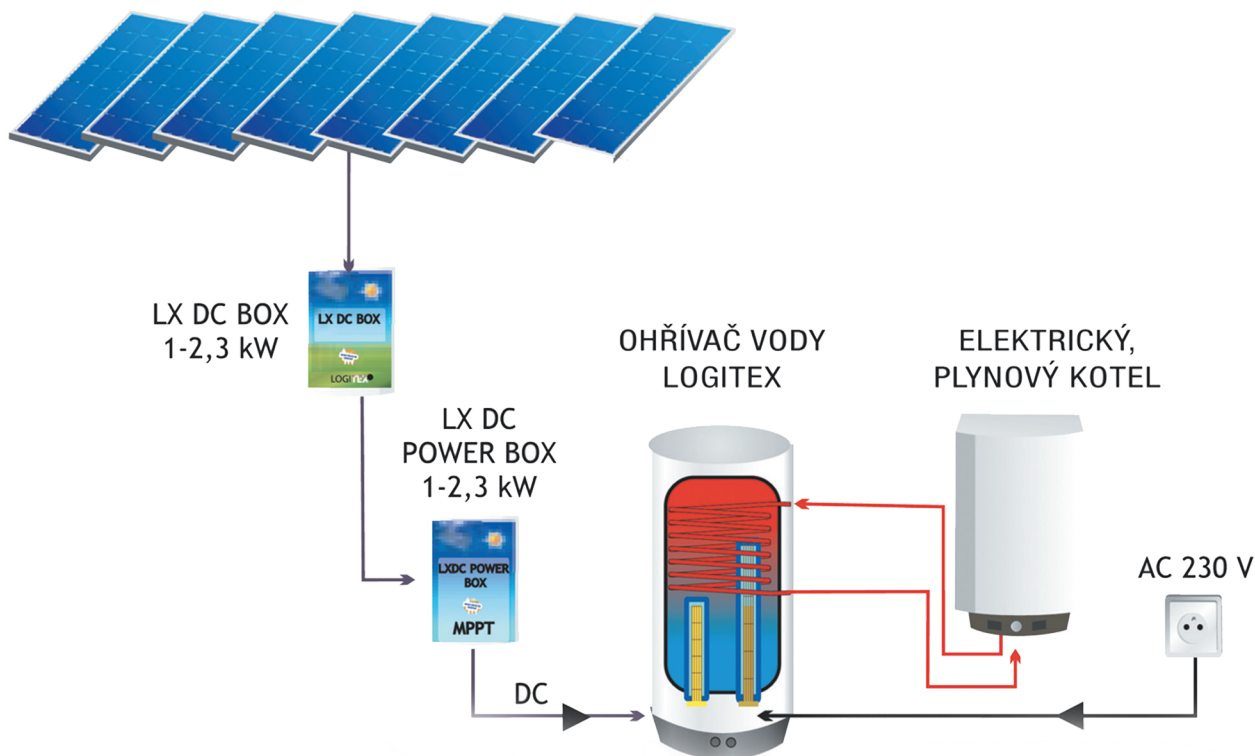 LX DC BOX
1-2,3 kW
LX DC BOX
LOGITEX
LX DC
POWER BOX
1-2,3 kW
LXDC POWER
BOX
MPPT
DC
OHŘÍVAČ VODY
LOGITEX
ELEKTRICKÝ,
PLYNOVÝ KOTEL
AC 230 V